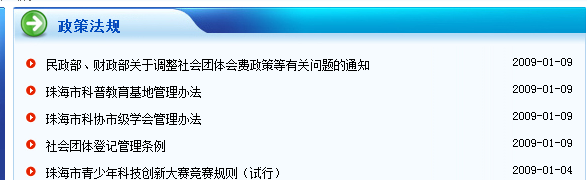 政策法规
民政部、财政部关于调整社会团体会费政策等有关问题的通知 2009-01-09
珠海市科普教育基地管理办法 2009-01-09
珠海市科协市级学会管理办法 2009-01-09
社会团体登记管理条例 2009-01-09
珠海市青少年科技创新大赛竞赛规则（试行） 2009-01-04